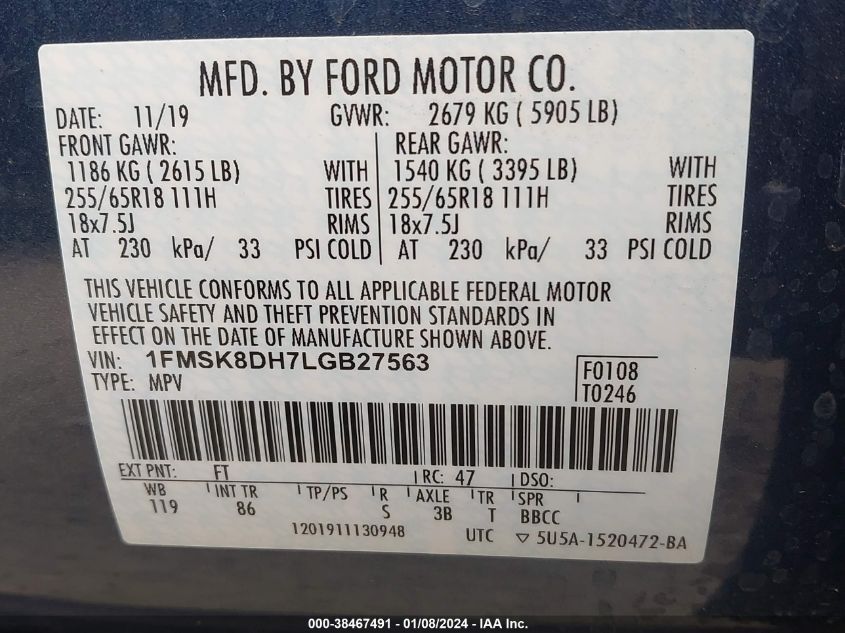 MFD. BY FORD MOTOR CO.
DATE: 11/19 GVWR: 2679 KG ( 5905 LB)
FRONT GAWR: REAR GAWR:
1186 KG ( 2615 LB) WITH 1540 KG ( 3395 LB) WITH
255/65R18 111H TIRES 255/65R18 111H TIRES
18x7.5J RIMS 18x7.5J RIMS
AT 230 kPa/ 33 PSI COLD AT 230 kPa/ 33 PSI COLD
THIS VEHICLE CONFORMS TO ALL APPLICABLE FEDERAL MOTOR
VEHICLE SAFETY AND THEFT PREVENTION STANDARDS IN
EFFECT ON THE DATE OF MANUFACTURE SHOWN ABOVE.
VIN: 1FMSK8DH7LGB27563 F0108
TYPE: MPV T0246
EXT PNT: FT RC: 47 DSO:
WB INT TR TP/PS R AXLE TR SPR
119 86 S 3B T BBCC
1201911130948 UTC ▽ 5U5A-1520472-BA
000-38467491 - 01/08/2024 - IAA Inc.